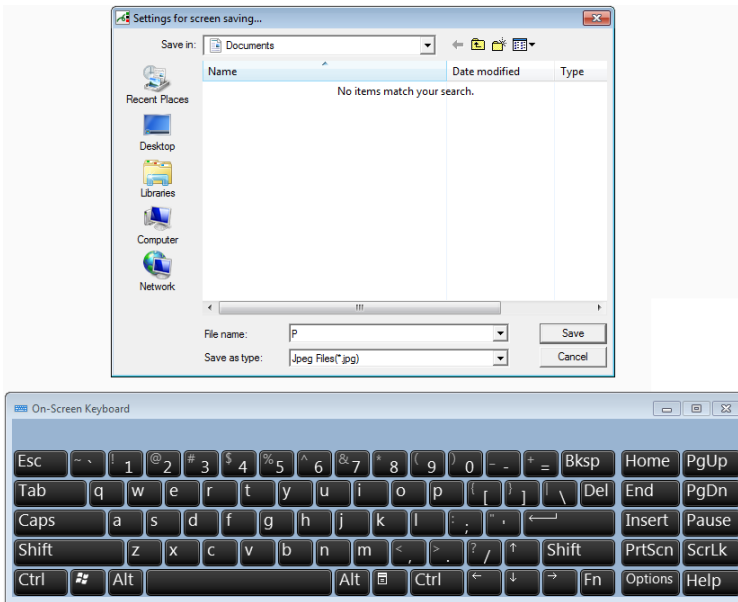 Settings for screen saving...
Save in: Documents
Name Date modified Type
No items match your search.
Recent Places
Desktop
Libraries
Computer
Network
File name: P Save
Save as type: Jpeg Files(*.jpg) Cancel
On-Screen Keyboard
Esc ~ ` ! 1 @ 2 # 3 $ 4 % 5 ^ 6 & 7 * 8 ( 9 ) 0 _ - + = Bksp Home PgUp
Tab q w e r t y u i o p { [ } ] | \ Del End PgDn
Caps a s d f g h j k l : ; " ' Insert Pause
Shift z x c v b n m < , > . ? / ↑ Shift PrtScn ScrLk
Ctrl Alt Alt Ctrl ← ↓ → Fn Options Help